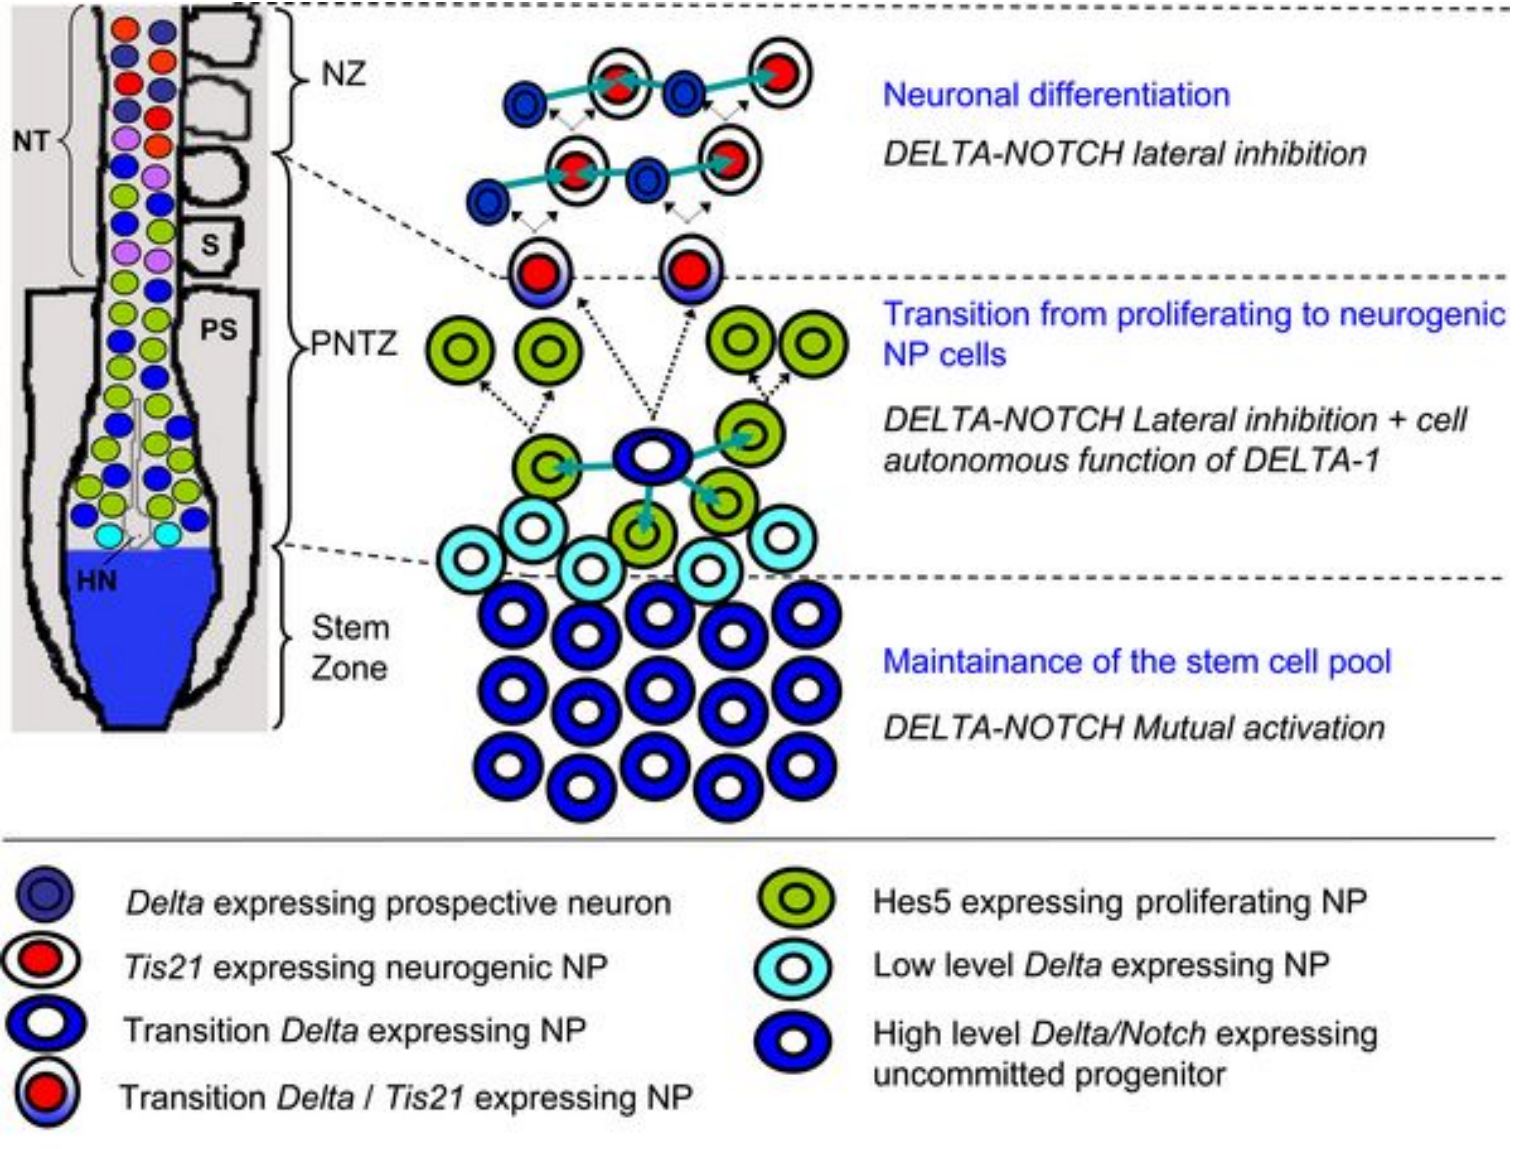 NT
NZ
S
PS
PNTZ
HN
Stem
Zone
Neuronal differentiation
DELTA-NOTCH lateral inhibition
Transition from proliferating to neurogenic
NP cells
DELTA-NOTCH Lateral inhibition + cell
autonomous function of DELTA-1
Maintainance of the stem cell pool
DELTA-NOTCH Mutual activation
Delta expressing prospective neuron
Tis21 expressing neurogenic NP
Transition Delta expressing NP
Transition Delta / Tis21 expressing NP
Hes5 expressing proliferating NP
Low level Delta expressing NP
High level Delta/Notch expressing
uncommitted progenitor